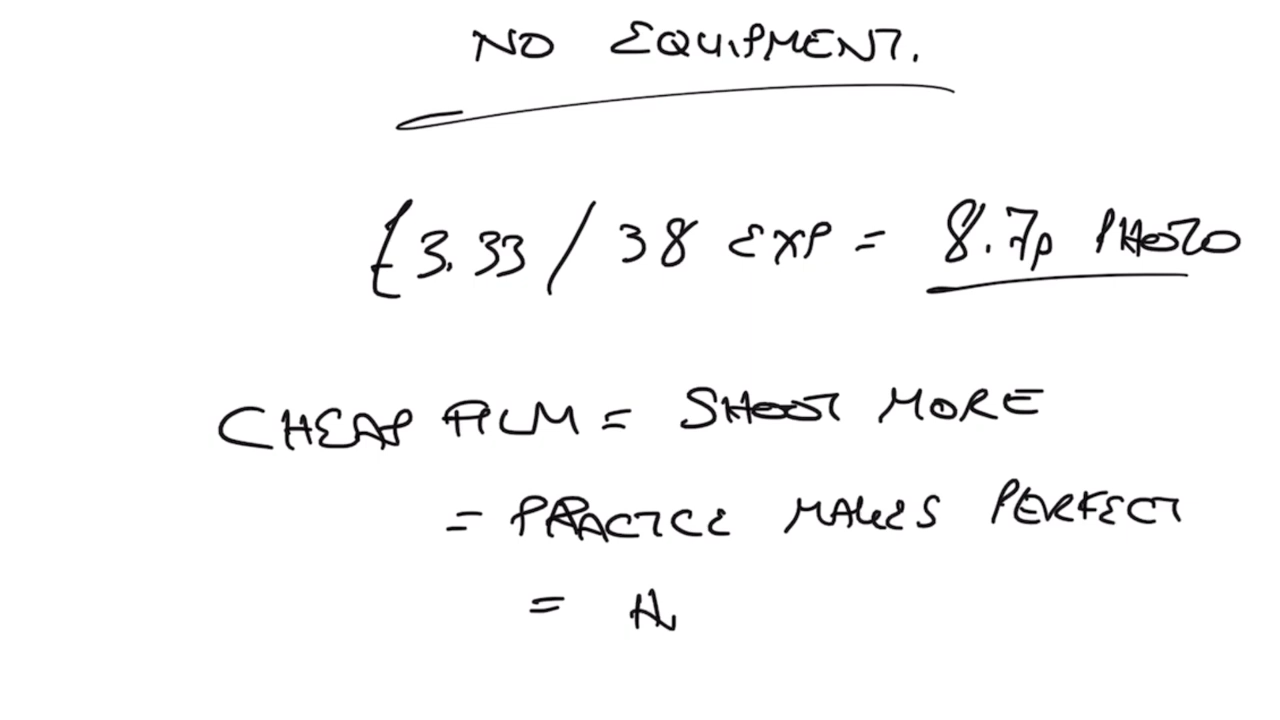 NO EQUIPMENT.
£3.33 / 38 EXP = 8.7p PHOTO
CHEAP FILM = SHOOT MORE
= PRACTICE MAKES PERFECT
=